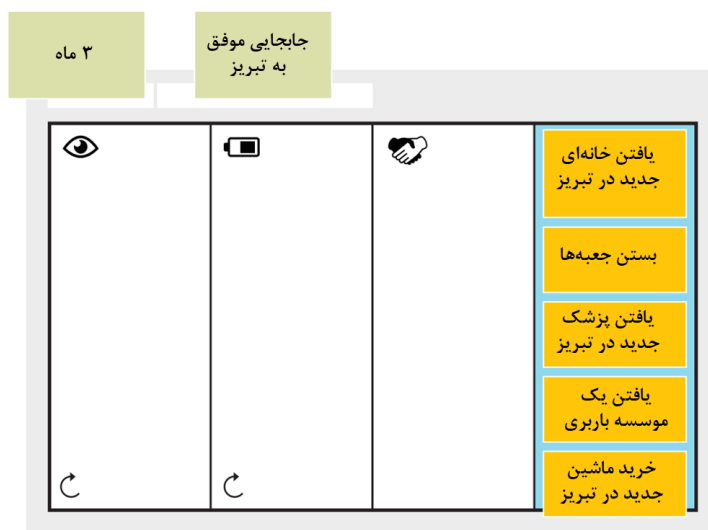 جابجایی موفق
به تبریز
۳ ماه
یافتن خانه‌ای
جدید در تبریز
بستن جعبه‌ها
یافتن پزشک
جدید در تبریز
یافتن یک
موسسه باربری
خرید ماشین
جدید در تبریز